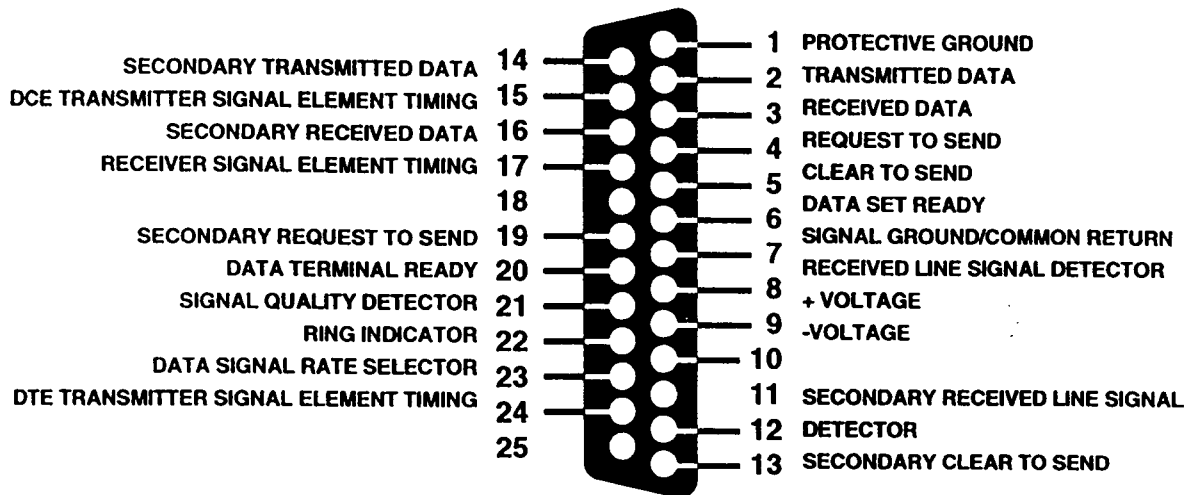 14 SECONDARY TRANSMITTED DATA
15 DCE TRANSMITTER SIGNAL ELEMENT TIMING
16 SECONDARY RECEIVED DATA
17 RECEIVER SIGNAL ELEMENT TIMING
18
19 SECONDARY REQUEST TO SEND
20 DATA TERMINAL READY
21 SIGNAL QUALITY DETECTOR
22 RING INDICATOR
23 DATA SIGNAL RATE SELECTOR
24 DTE TRANSMITTER SIGNAL ELEMENT TIMING
25
1 PROTECTIVE GROUND
2 TRANSMITTED DATA
3 RECEIVED DATA
4 REQUEST TO SEND
5 CLEAR TO SEND
6 DATA SET READY
7 SIGNAL GROUND/COMMON RETURN
8 RECEIVED LINE SIGNAL DETECTOR
9 + VOLTAGE
10 -VOLTAGE
11 SECONDARY RECEIVED LINE SIGNAL
12 DETECTOR
13 SECONDARY CLEAR TO SEND